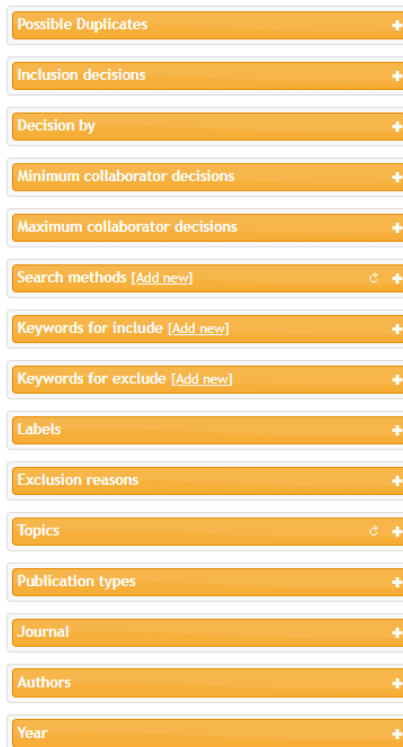 Possible Duplicates
Inclusion decisions
Decision by
Minimum collaborator decisions
Maximum collaborator decisions
Search methods [Add new]
Keywords for include [Add new]
Keywords for exclude [Add new]
Labels
Exclusion reasons
Topics
Publication types
Journal
Authors
Year